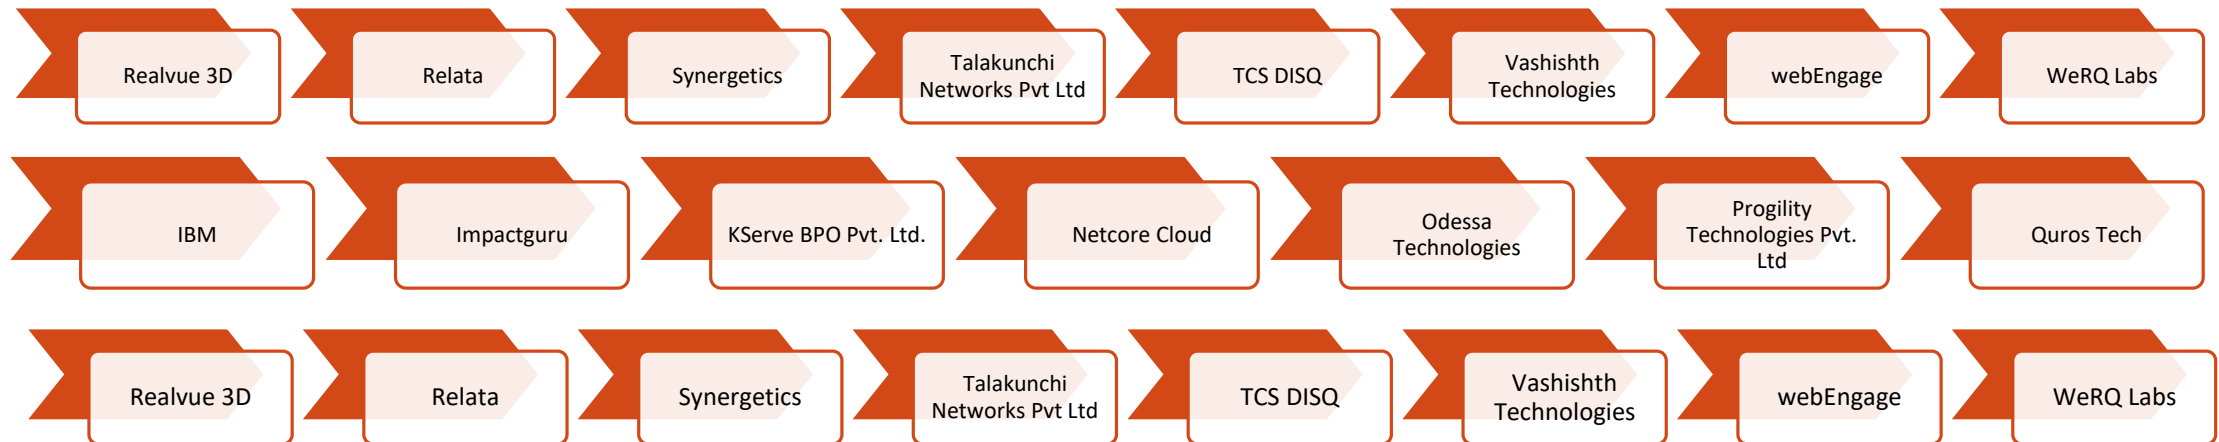 Realvue 3D
Relata
Synergetics
Talakunchi
Networks Pvt Ltd
TCS DISQ
Vashishth
Technologies
webEngage
WeRQ Labs
IBM
Impactguru
KServe BPO Pvt. Ltd.
Netcore Cloud
Odessa
Technologies
Progility
Technologies Pvt.
Ltd
Quros Tech
Realvue 3D
Relata
Synergetics
Talakunchi
Networks Pvt Ltd
TCS DISQ
Vashishth
Technologies
webEngage
WeRQ Labs